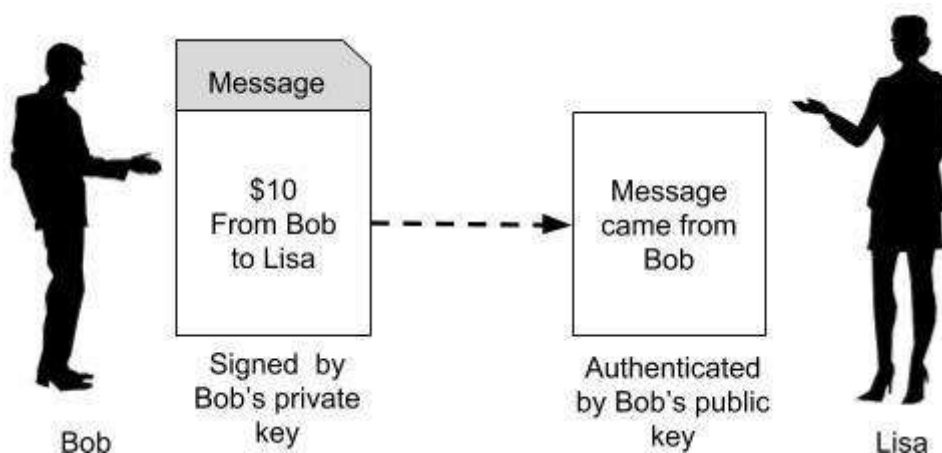 Message
$10
From Bob
to Lisa
Signed by
Bob's private
key
Bob
Message
came from
Bob
Authenticated
by Bob's public
key
Lisa